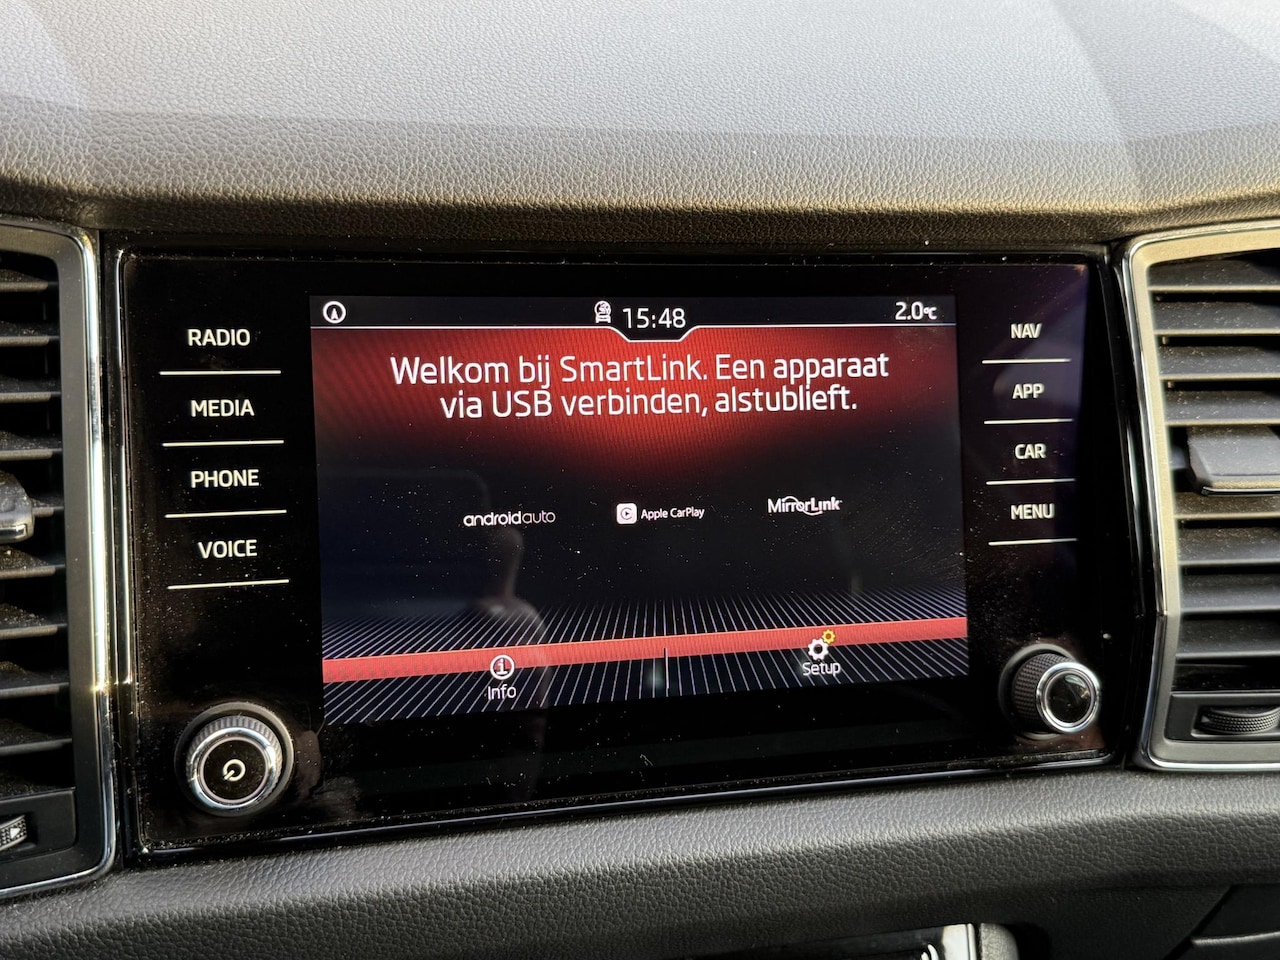 15:48
2.0°C
RADIO
MEDIA
PHONE
VOICE
Welkom bij SmartLink. Een apparaat
via USB verbinden, alstublieft.
androidauto
Apple CarPlay
MirrorLink
Info
Setup
NAV
APP
CAR
MENU